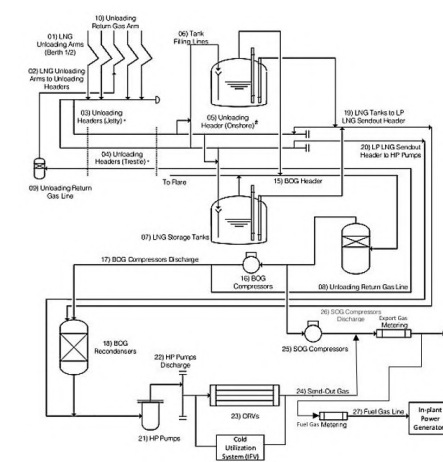 10) Unloading
Return Gas Arm
01) LNG
Unloading Arms
(Berth 1/2)
06) Tank
Filling Lines
02) LNG Unloading
Arms to Unloading
Headers
03) Unloading
Headers (Jetty)
05) Unloading
Header (Onshore)
19) LNG Tanks to LP
LNG Sendout Header
04) Unloading
Headers (Trestle)
20) LP LNG Sendout
Header to HP Pumps
To Flare
15) BOG Header
09) Unloading Return
Gas Line
07) LNG Storage Tanks
17) BOG Compressors Discharge
16) BOG
Compressors
08) Unloading Return Gas Line
26) SOG Compressors
Discharge
Export Gas
Metering
18) BOG
Recondensers
25) SOG Compressors
22) HP Pumps
Discharge
24) Send-Out Gas
23) ORVs
27) Fuel Gas Line
Fuel Gas Metering
In-plant
Power
Generator
21) HP Pumps
Cold
Utilization
System (IFV)